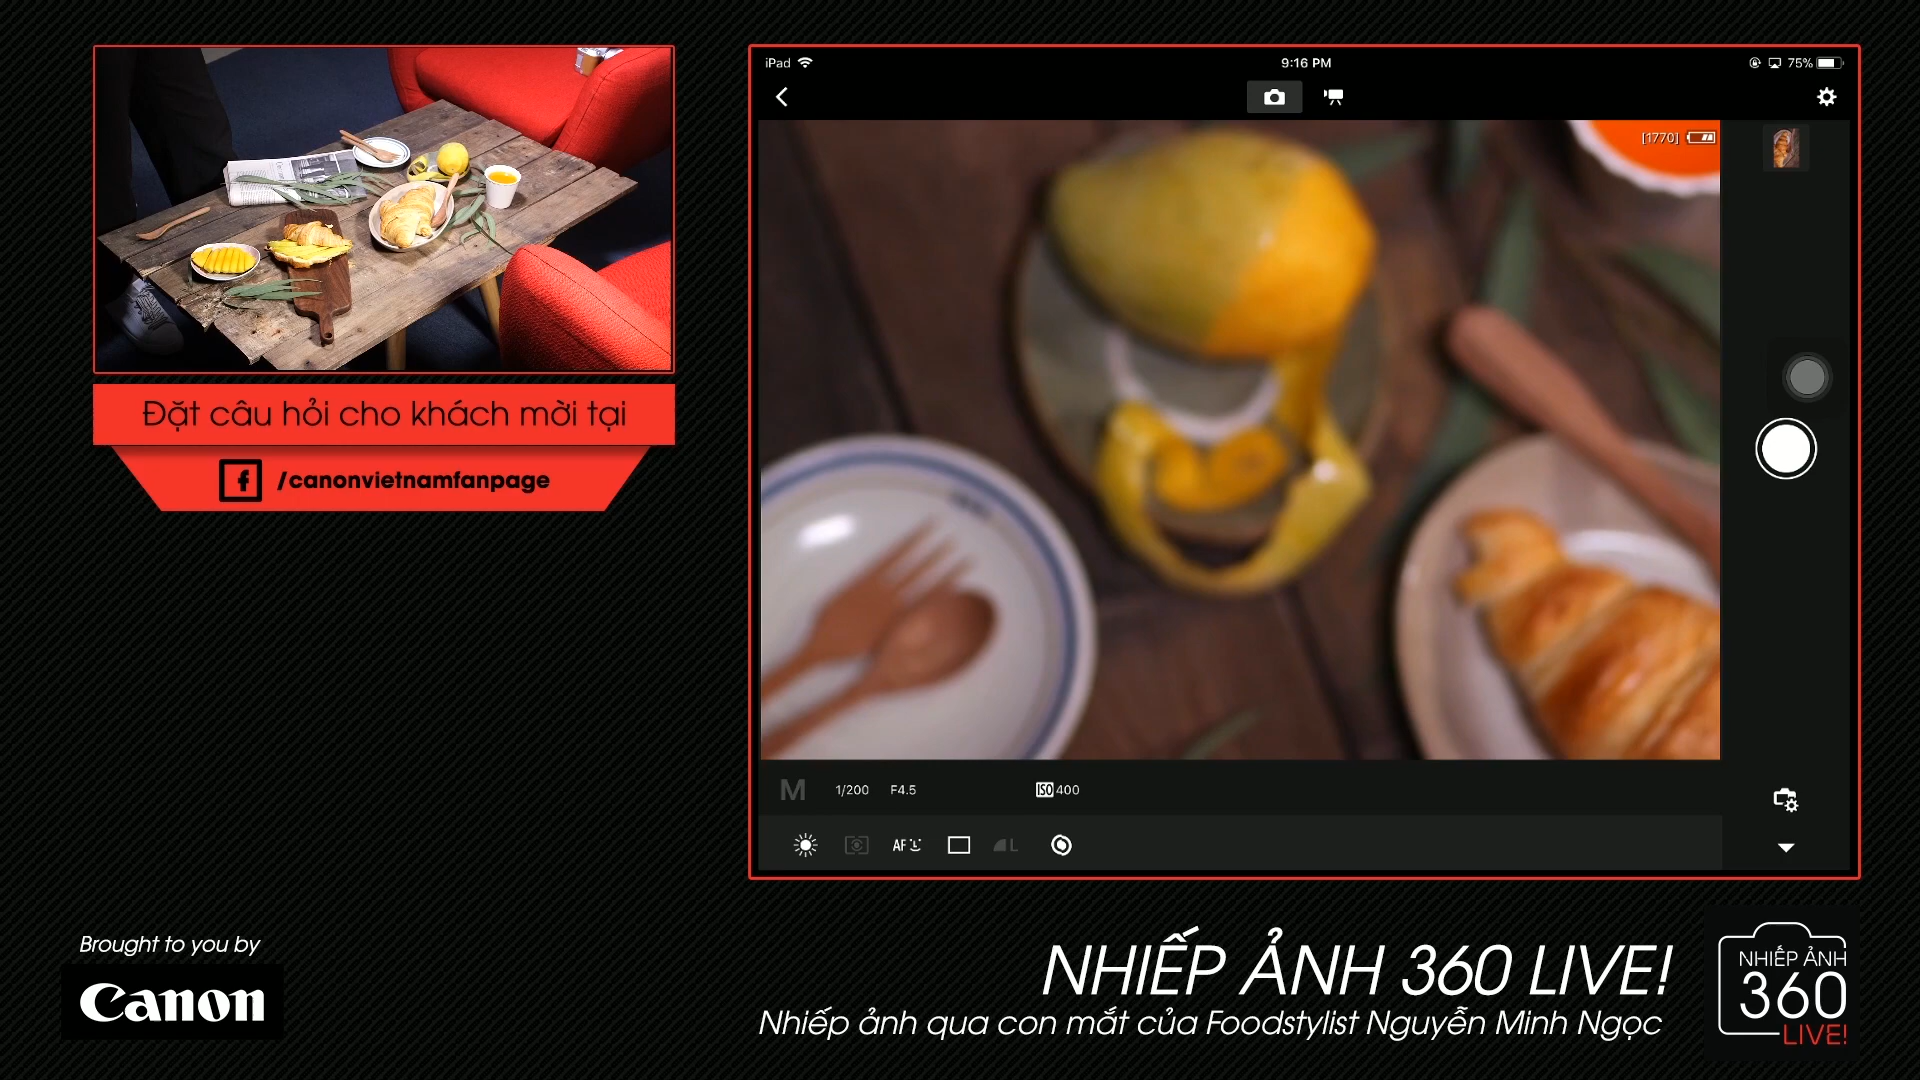 Đặt câu hỏi cho khách mời tại
f /canonvietnamfanpage
iPad
9:16 PM
75%
[1770]
M 1/200 F4.5 ISO 400
AF
L
Brought to you by
Canon
NHIẾP ẢNH 360 LIVE!
Nhiếp ảnh qua con mắt của Foodstylist Nguyễn Minh Ngọc
NHIẾP ẢNH
360
LIVE!